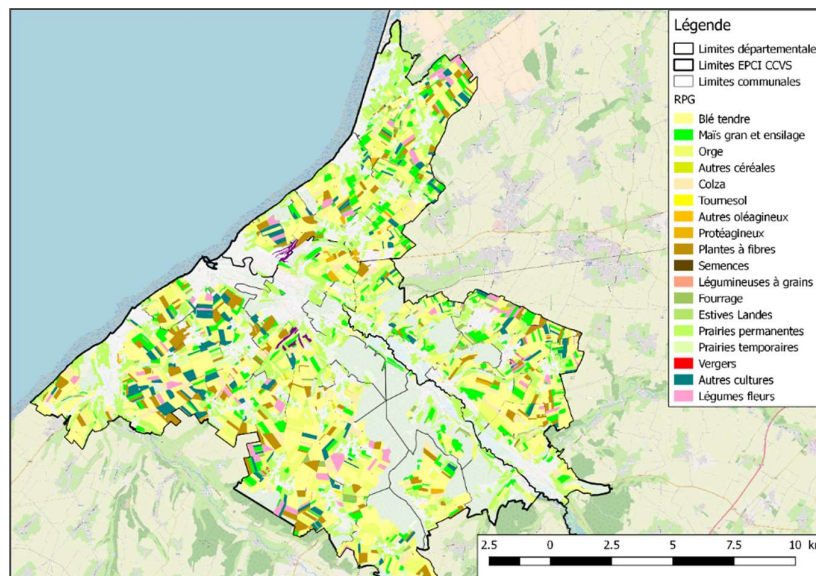 Légende
Limites départementale
Limites EPCI CCVS
Limites communales
RPG
Blé tendre
Maïs gran et ensilage
Orge
Autres céréales
Colza
Tournesol
Autres oléagineux
Protéagineux
Plantes à fibres
Semences
Légumineuses à grains
Fourrage
Estives Landes
Prairies permanentes
Prairies temporaires
Vergers
Autres cultures
Légumes fleurs
2.5 0 2.5 5 7.5 10 km